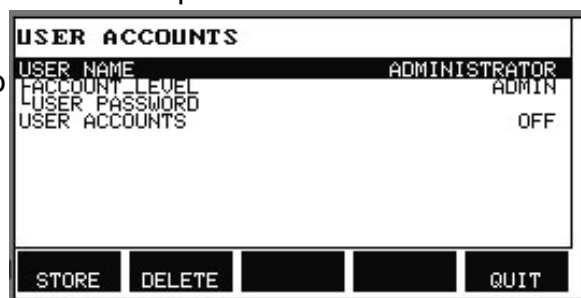 USER ACCOUNTS
USER NAME ADMINISTRATOR
ACCOUNT LEVEL ADMIN
USER PASSWORD
USER ACCOUNTS OFF
STORE DELETE QUIT